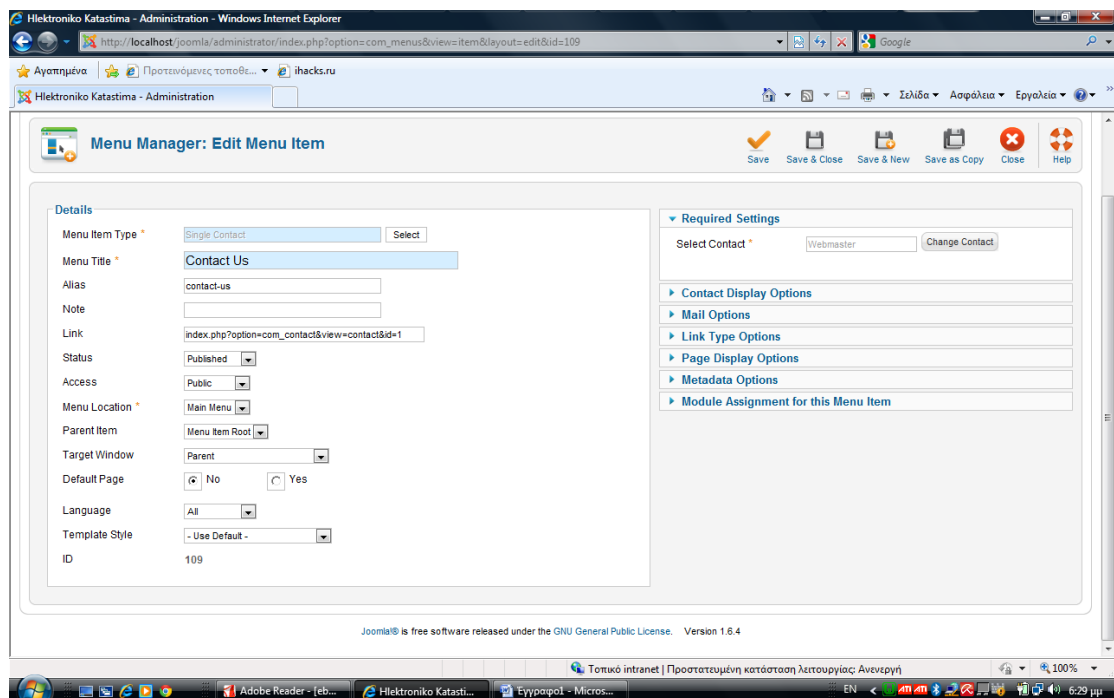 Hlektroniko Katastima - Administration - Windows Internet Explorer
http://localhost/joomla/administrator/index.php?option=com_menus&view=item&layout=edit&id=109
Google
Αγαπημένα Προτεινόμενες τοποθε... ihacks.ru
Hlektroniko Katastima - Administration
Σελίδα Ασφάλεια Εργαλεία »
Menu Manager: Edit Menu Item
Save Save & Close Save & New Save as Copy Close Help
Details
Menu Item Type * Single Contact Select
Menu Title * Contact Us
Alias contact-us
Note
Link index.php?option=com_contact&view=contact&id=1
Status Published
Access Public
Menu Location * Main Menu
Parent Item Menu Item Root
Target Window Parent
Default Page No Yes
Language All
Template Style - Use Default -
ID 109
Required Settings
Select Contact * Webmaster Change Contact
Contact Display Options
Mail Options
Link Type Options
Page Display Options
Metadata Options
Module Assignment for this Menu Item
Joomla!® is free software released under the GNU General Public License. Version 1.6.4
Τοπικό intranet | Προστατευμένη κατάσταση λειτουργίας: Ανενεργή 100%
Adobe Reader - [eb... Hlektroniko Katasti... Έγγραφο1 - Micros... EN 6:29 μμ